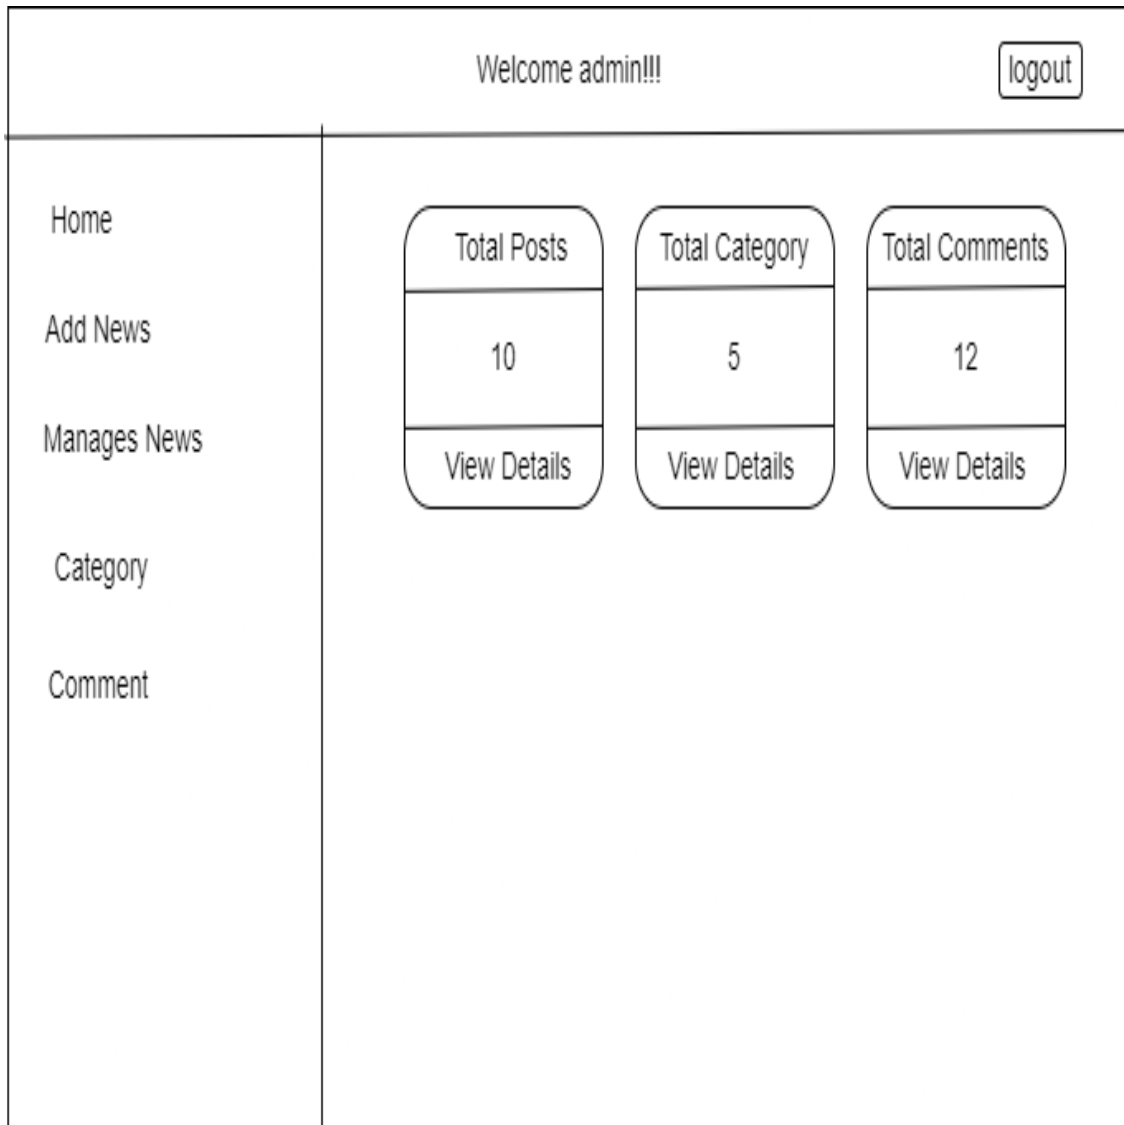 Welcome admin!!!
logout
Home
Add News
Manages News
Category
Comment
Total Posts
10
View Details
Total Category
5
View Details
Total Comments
12
View Details